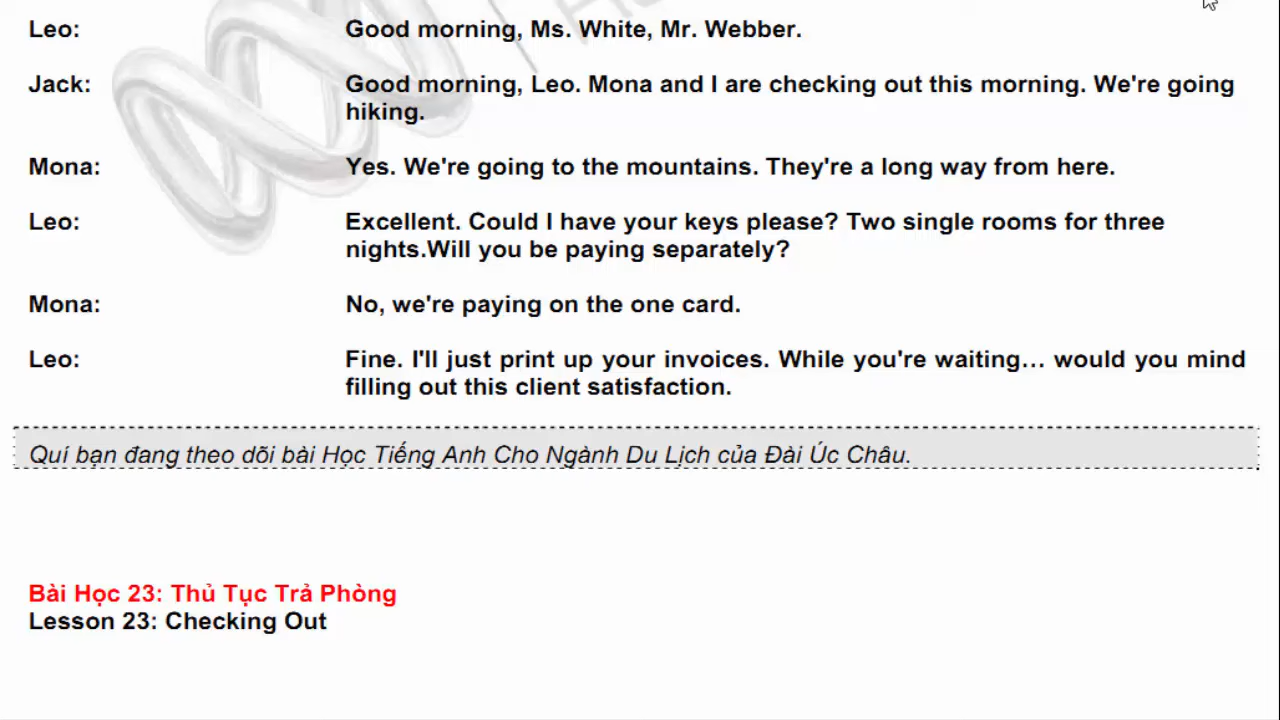 Leo: Good morning, Ms. White, Mr. Webber.
Jack: Good morning, Leo. Mona and I are checking out this morning. We're going
hiking.
Mona: Yes. We're going to the mountains. They're a long way from here.
Leo: Excellent. Could I have your keys please? Two single rooms for three
nights.Will you be paying separately?
Mona: No, we're paying on the one card.
Leo: Fine. I'll just print up your invoices. While you're waiting… would you mind
filling out this client satisfaction.
Quí bạn đang theo dõi bài Học Tiếng Anh Cho Ngành Du Lịch của Đài Úc Châu.
Bài Học 23: Thủ Tục Trả Phòng
Lesson 23: Checking Out